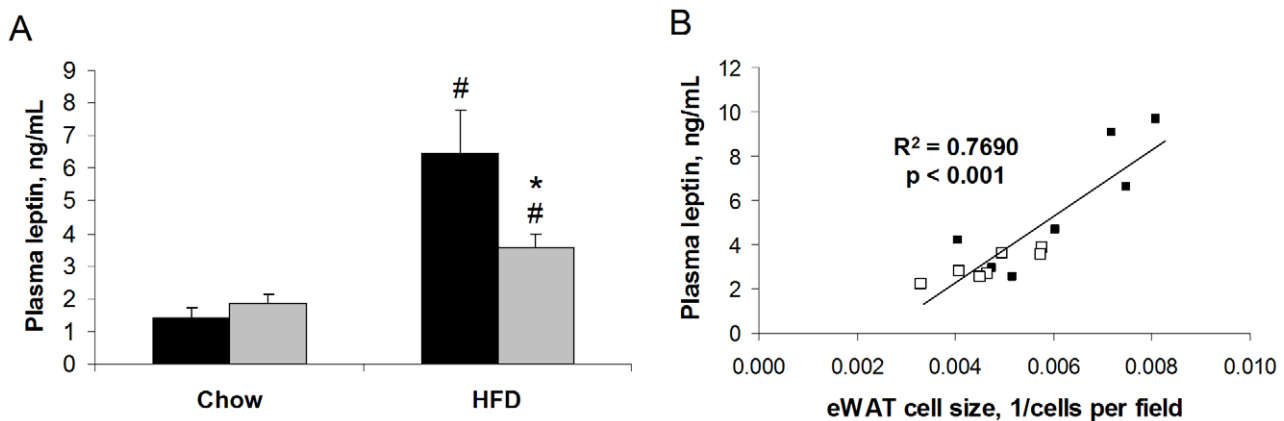 A
Plasma leptin, ng/mL
9
8
7
6
5
4
3
2
1
0
#
*
#
Chow
HFD
B
Plasma leptin, ng/mL
12
10
8
6
4
2
0
R² = 0.7690
p < 0.001
0.000
0.002
0.004
0.006
0.008
0.010
eWAT cell size, 1/cells per field